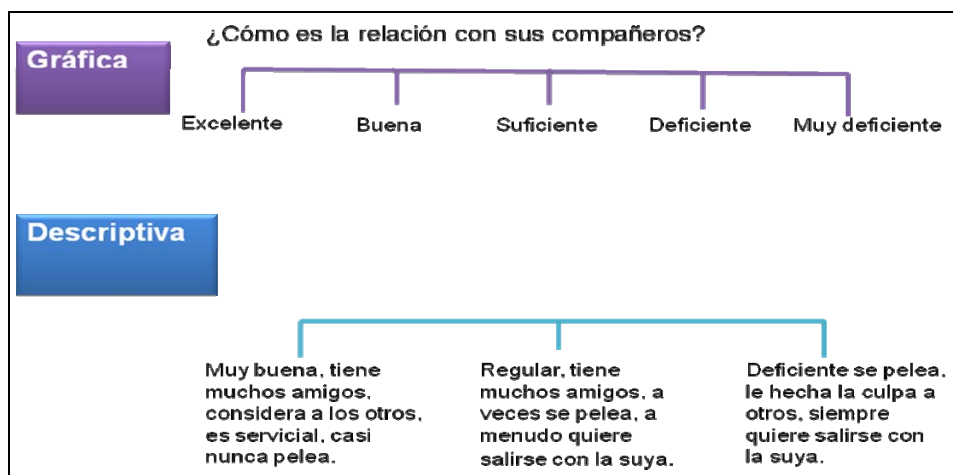 ¿Cómo es la relación con sus compañeros?
Gráfica
Excelente Buena Suficiente Deficiente Muy deficiente
Descriptiva
Muy buena, tiene
muchos amigos,
considera a los otros,
es servicial, casi
nunca pelea.
Regular, tiene
muchos amigos, a
veces se pelea, a
menudo quiere
salirse con la suya.
Deficiente se pelea,
le hecha la culpa a
otros, siempre
quiere salirse con
la suya.